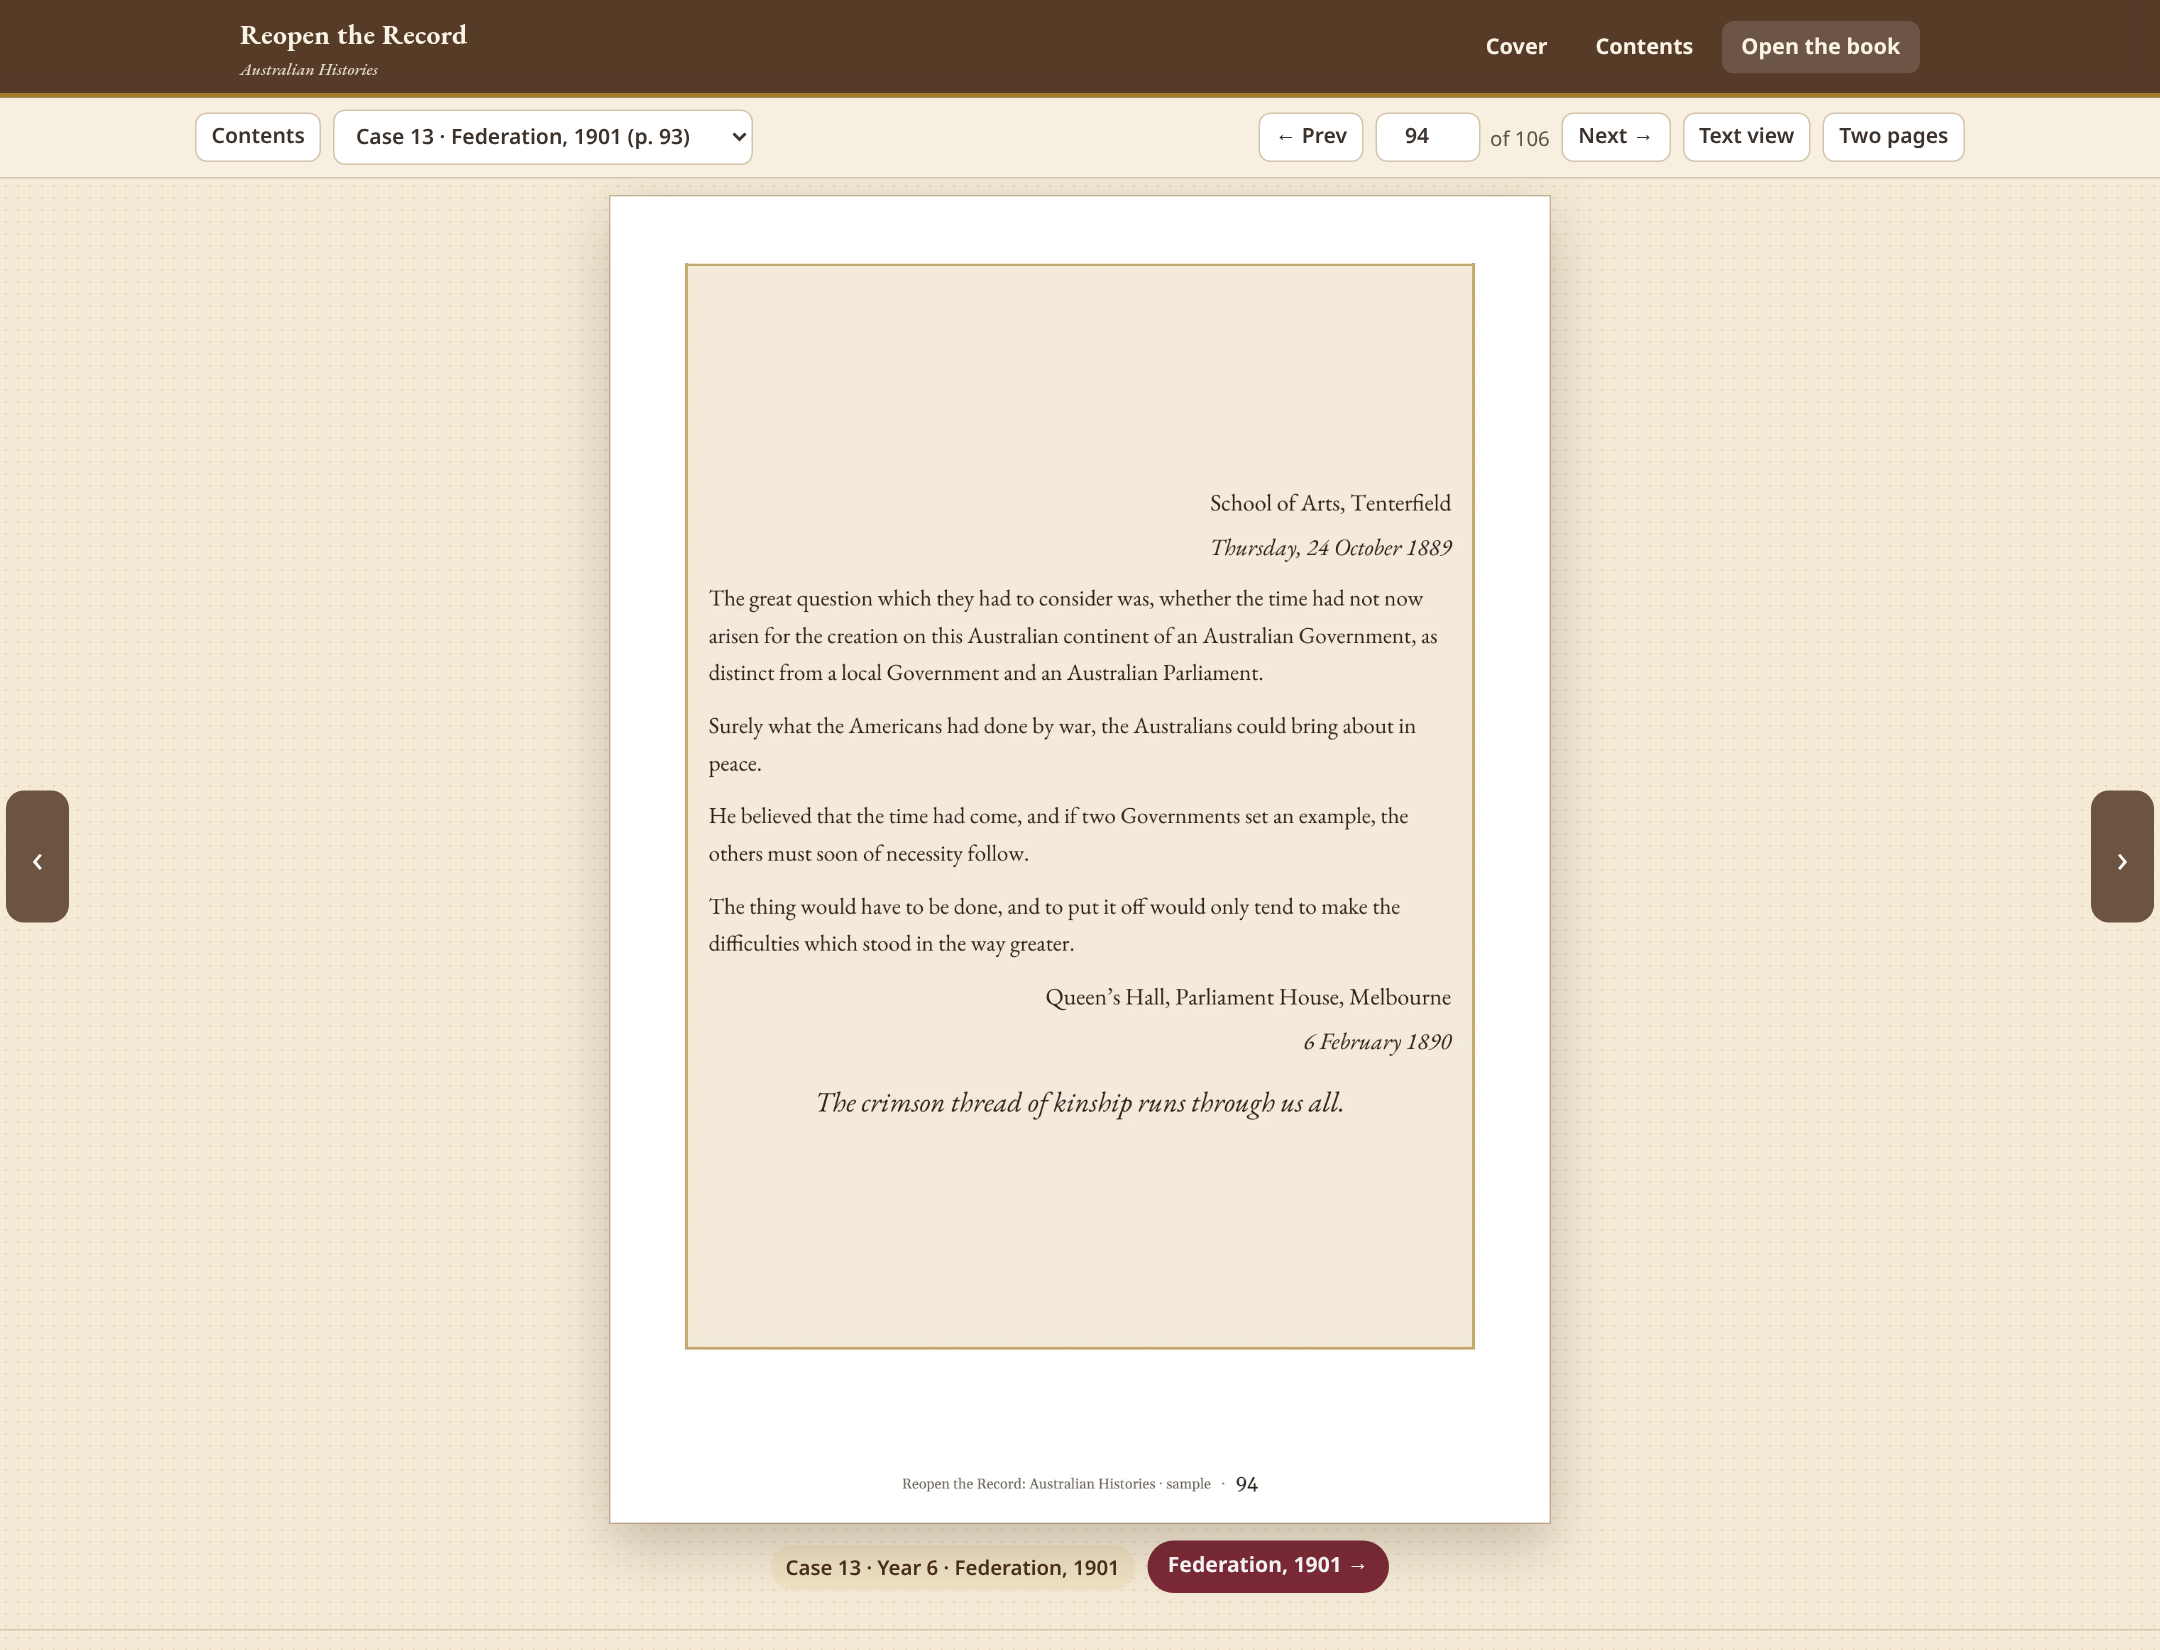 Reopen the Record
Australian Histories
Cover
Contents
Open the book
Contents
Case 13 · Federation, 1901 (p. 93)
← Prev
94
of 106
Next →
Text view
Two pages
School of Arts, Tenterfield
Thursday, 24 October 1889
The great question which they had to consider was, whether the time had not now
arisen for the creation on this Australian continent of an Australian Government, as
distinct from a local Government and an Australian Parliament.
Surely what the Americans had done by war, the Australians could bring about in
peace.
He believed that the time had come, and if two Governments set an example, the
others must soon of necessity follow.
The thing would have to be done, and to put it off would only tend to make the
difficulties which stood in the way greater.
Queen’s Hall, Parliament House, Melbourne
6 February 1890
The crimson thread of kinship runs through us all.
‹
›
Reopen the Record: Australian Histories · sample · 94
Case 13 · Year 6 · Federation, 1901
Federation, 1901 →